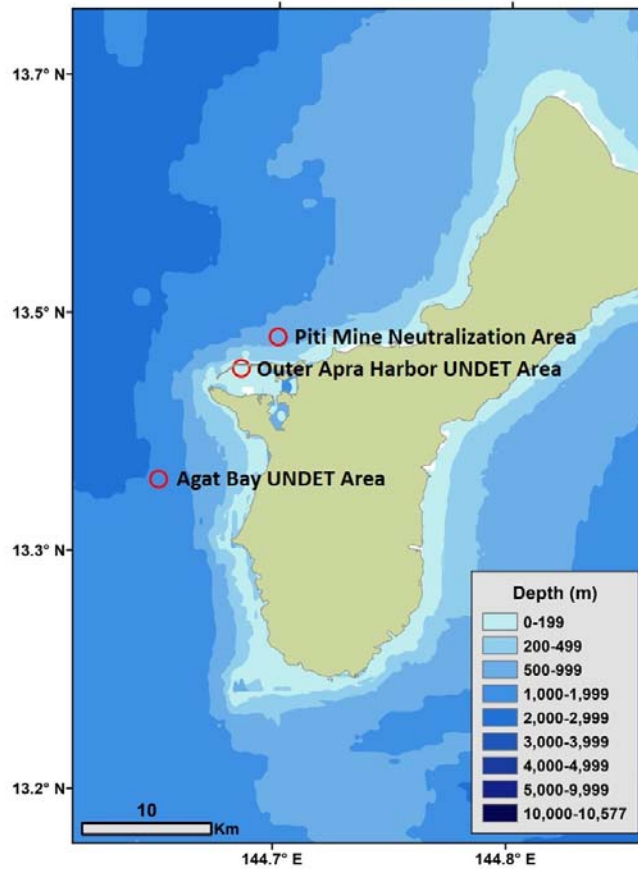 13.7° N
13.5° N
Piti Mine Neutralization Area
Outer Apra Harbor UNDET Area
Agat Bay UNDET Area
13.3° N
Depth (m)
0-199
200-499
500-999
1,000-1,999
2,000-2,999
3,000-3,999
4,000-4,999
5,000-9,999
10,000-10,577
13.2° N
10
Km
144.7° E
144.8° E